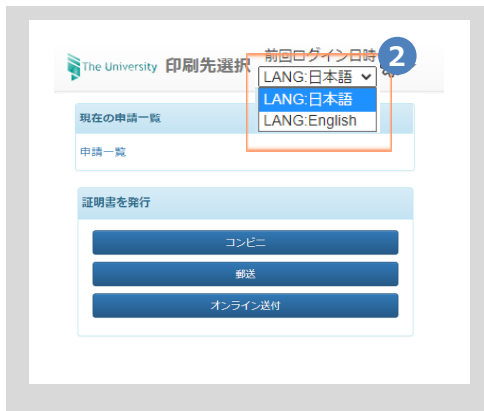 前回ログイン日時
2
The University 印刷先選択
LANG:日本語
LANG:日本語
LANG:English
現在の申請一覧
申請一覧
証明書を発行
コンビニ
郵送
オンライン送付